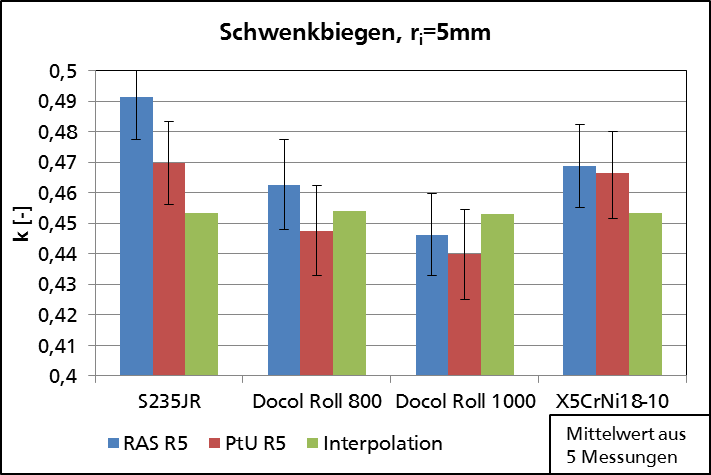 Schwenkbiegen, ri=5mm
k [-]
0,5
0,49
0,48
0,47
0,46
0,45
0,44
0,43
0,42
0,41
0,4
S235JR Docol Roll 800 Docol Roll 1000 X5CrNi18-10
RAS R5 PtU R5 Interpolation
Mittelwert aus
5 Messungen